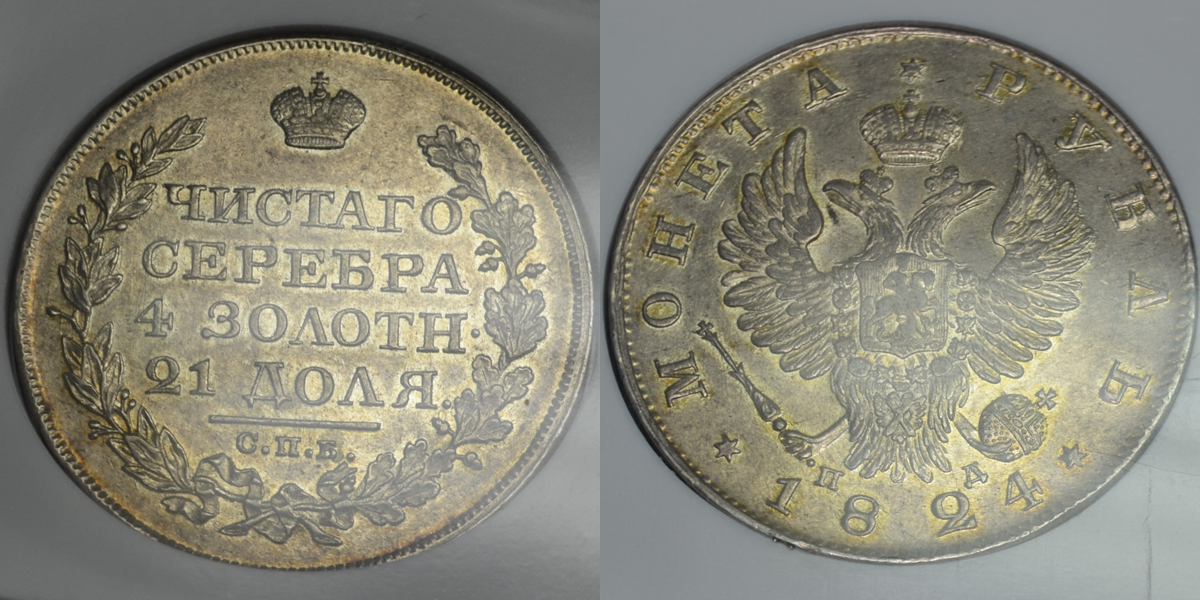 ЧИСТАГО
СЕРЕБРА
4 ЗОЛОТН.
21 ДОЛЯ.
С.П.Б.
МОНЕТА РУБЛЬ
П Д
1824